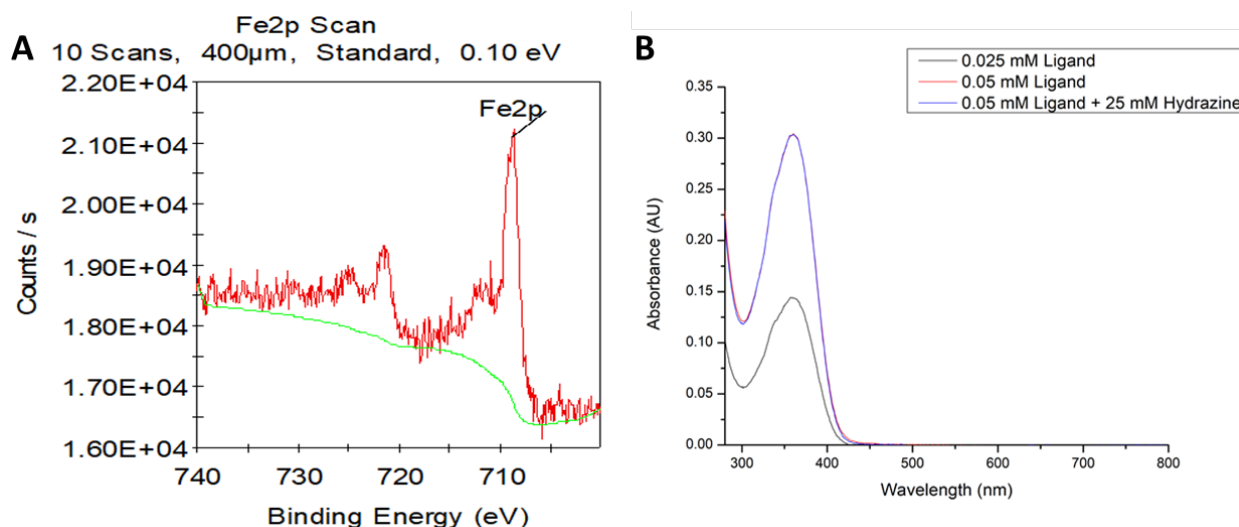 A
Fe2p Scan
10 Scans, 400µm, Standard, 0.10 eV
Fe2p
Counts / s
2.20E+04
2.10E+04
2.00E+04
1.90E+04
1.80E+04
1.70E+04
1.60E+04
740
730
720
710
Binding Energy (eV)
B
0.025 mM Ligand
0.05 mM Ligand
0.05 mM Ligand + 25 mM Hydrazine
Absorbance (AU)
0.35
0.30
0.25
0.20
0.15
0.10
0.05
0.00
300
400
500
600
700
800
Wavelength (nm)